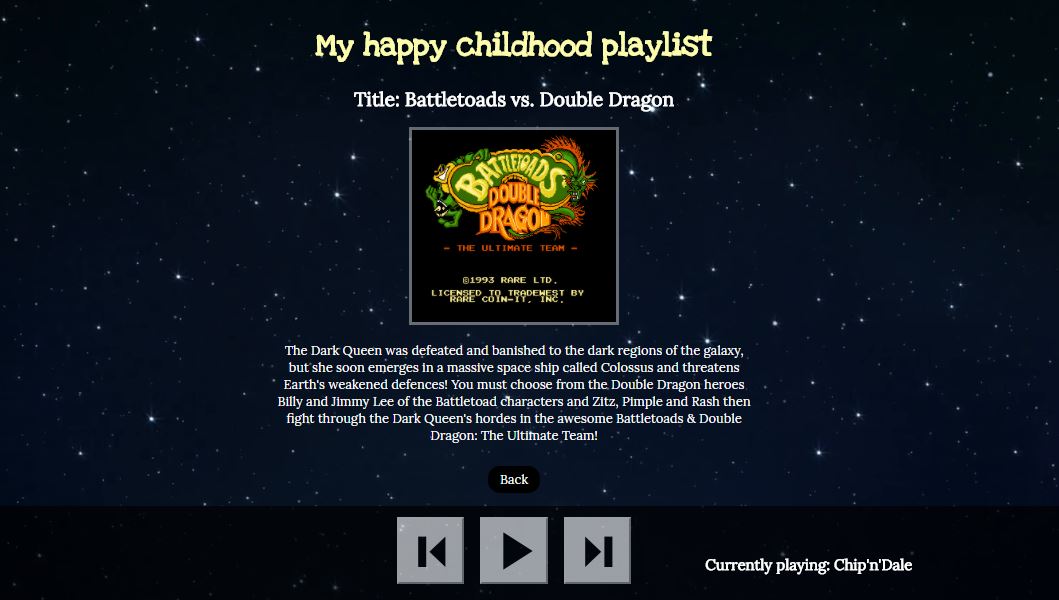 My happy childhood playlist
Title: Battletoads vs. Double Dragon
BATTLETOADS
DOUBLE
DRAGON
- THE ULTIMATE TEAM -
©1993 RARE LTD.
LICENSED TO TRADEWEST BY
RARE COIN-IT, INC.
The Dark Queen was defeated and banished to the dark regions of the galaxy,
but she soon emerges in a massive space ship called Colossus and threatens
Earth's weakened defences! You must choose from the Double Dragon heroes
Billy and Jimmy Lee of the Battletoad characters and Zitz, Pimple and Rash then
fight through the Dark Queen's hordes in the awesome Battletoads & Double
Dragon: The Ultimate Team!
Back
Currently playing: Chip'n'Dale